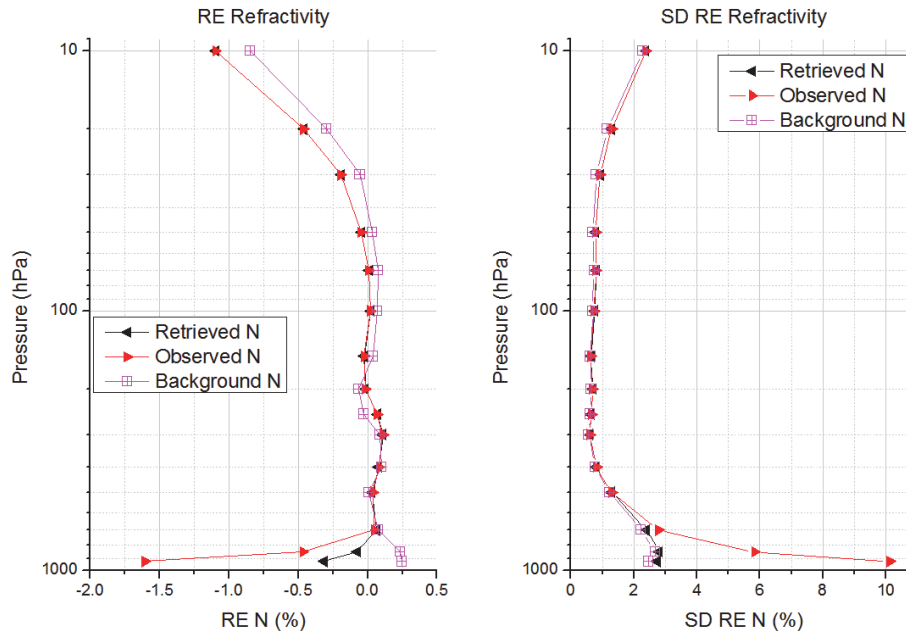 RE Refractivity
10
100
1000
Pressure (hPa)
Retrieved N
Observed N
Background N
-2.0 -1.5 -1.0 -0.5 0.0 0.5
RE N (%)
SD RE Refractivity
10
100
1000
Pressure (hPa)
Retrieved N
Observed N
Background N
0 2 4 6 8 10
SD RE N (%)